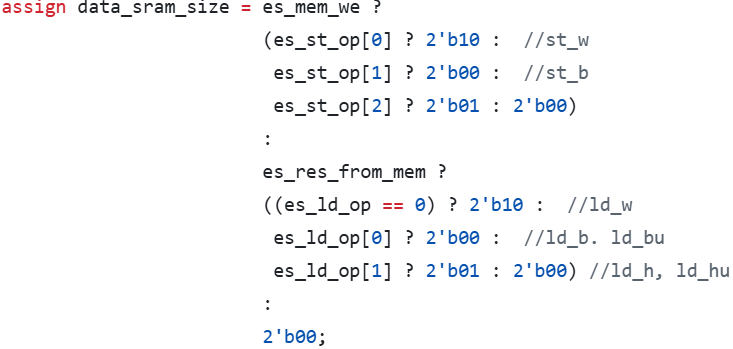 assign data_sram_size = es_mem_we ?
(es_st_op[0] ? 2'b10 :  //st_w
es_st_op[1] ? 2'b00 :  //st_b
es_st_op[2] ? 2'b01 : 2'b00)
:
es_res_from_mem ?
((es_ld_op == 0) ? 2'b10 :  //ld_w
es_ld_op[0] ? 2'b00 :  //ld_b. ld_bu
es_ld_op[1] ? 2'b01 : 2'b00) //ld_h, ld_hu
:
2'b00;